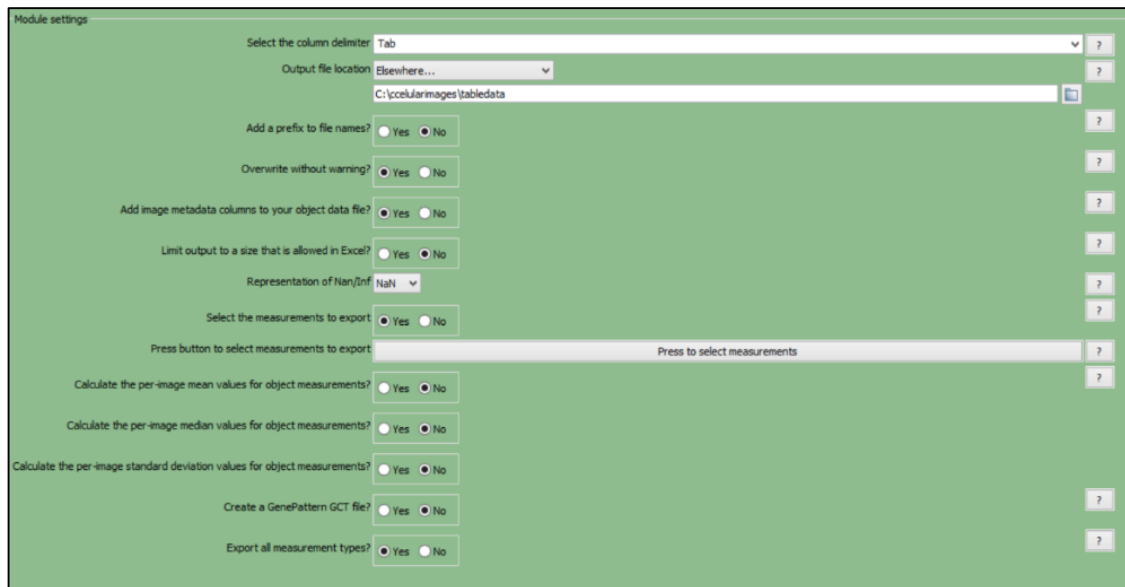 Module settings
Select the column delimiter Tab ?
Output file location Elsewhere... ?
C:\ccelularimages\tabledata
Add a prefix to file names? Yes No ?
Overwrite without warning? Yes No ?
Add image metadata columns to your object data file? Yes No ?
Limit output to a size that is allowed in Excel? Yes No ?
Representation of Nan/Inf NaN ?
Select the measurements to export Yes No ?
Press button to select measurements to export Press to select measurements ?
Calculate the per-image mean values for object measurements? Yes No ?
Calculate the per-image median values for object measurements? Yes No
Calculate the per-image standard deviation values for object measurements? Yes No
Create a GenePattern GCT file? Yes No ?
Export all measurement types? Yes No ?